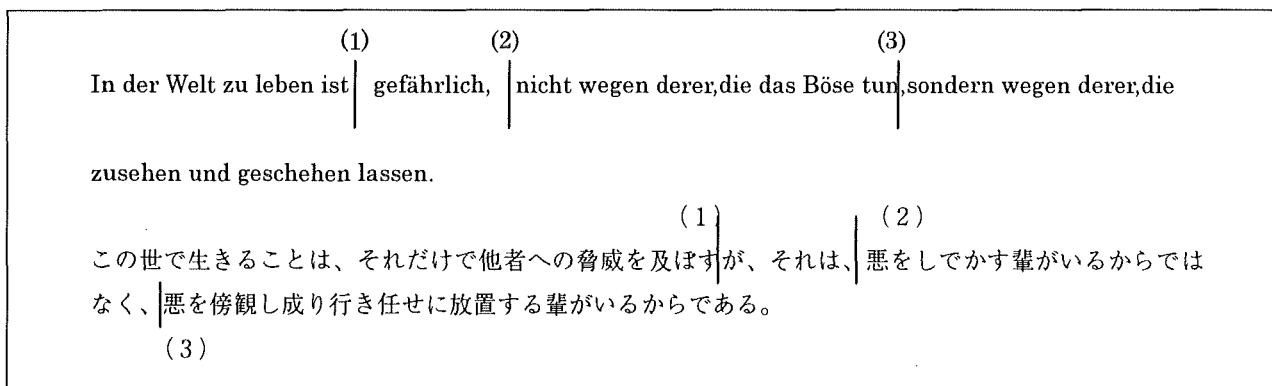 (1) (2) (3)
In der Welt zu leben ist gefährlich, nicht wegen derer,die das Böse tun,sondern wegen derer,die
zusehen und geschehen lassen.
(1) (2)
この世で生きることは、それだけで他者への脅威を及ぼすが、それは、悪をしでかす輩がいるからでは
なく、悪を傍観し成り行き任せに放置する輩がいるからである。
(3)